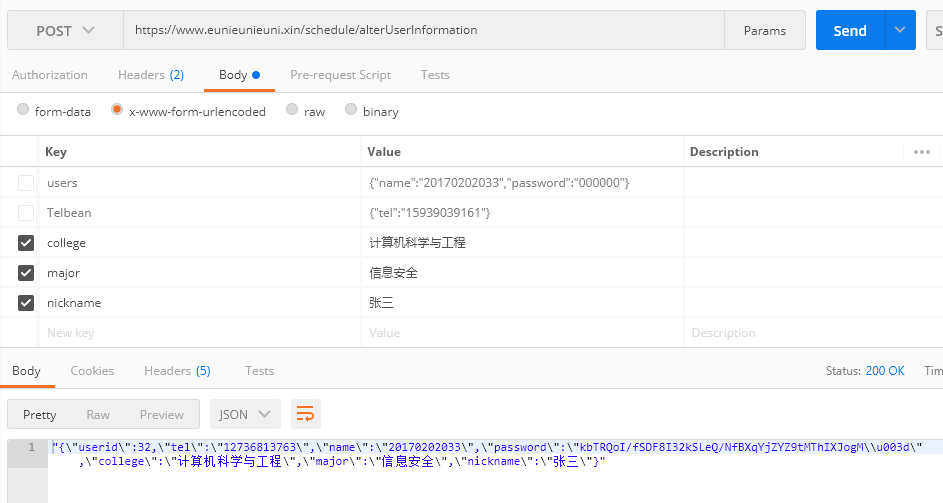 POST https://www.eunieunieuni.xin/schedule/alterUserInformation Params Send S
Authorization Headers (2) Body Pre-request Script Tests
form-data x-www-form-urlencoded raw binary
Key Value Description
users {"name":"20170202033","password":"000000"}
Telbean {"tel":"15939039161"}
college 计算机科学与工程
major 信息安全
nickname 张三
New key Value Description
Body Cookies Headers (5) Tests Status: 200 OK Tim
Pretty Raw Preview JSON
1 "{\"userid\":32,\"tel\":\"12736813763\",\"name\":\"20170202033\",\"password\":\"kbTRQoI/fSDF8I32kSLeQ/NfBXqYjZYZ9tMThIXJogM\\u003d\"
,\"college\":\"计算机科学与工程\",\"major\":\"信息安全\",\"nickname\":\"张三\"}"